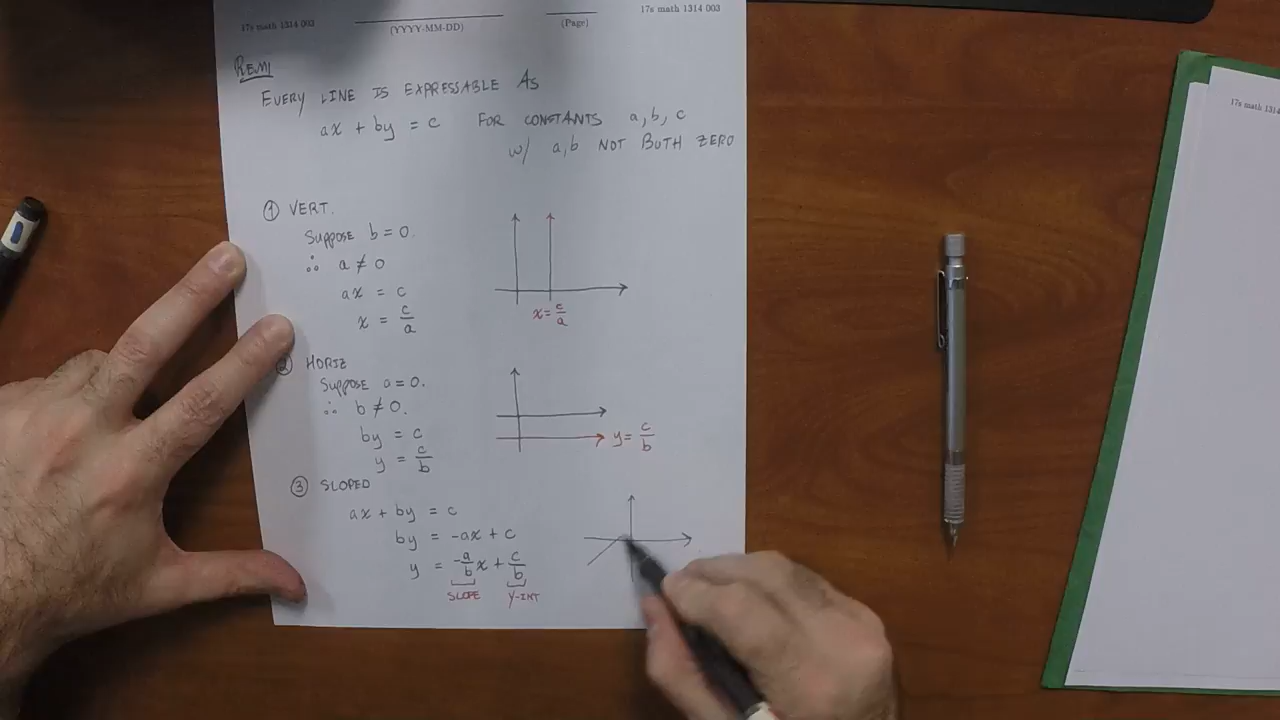 17s math 1314 003
(YYYY-MM-DD)
(Page)
17s math 1314 003
REMI
EVERY LINE IS EXPRESSABLE AS
ax + by = c FOR CONSTANTS a, b, c
w/ a, b NOT BOTH ZERO
① VERT.
SUPPOSE b = 0.
∴ a ≠ 0
ax = c
x = c/a
x = c/a
② HORIZ
SUPPOSE a = 0.
∴ b ≠ 0.
by = c
y = c/b
y = c/b
③ SLOPED
ax + by = c
by = -ax + c
y = -a/b x + c/b
SLOPE Y-INT
17s math 1314